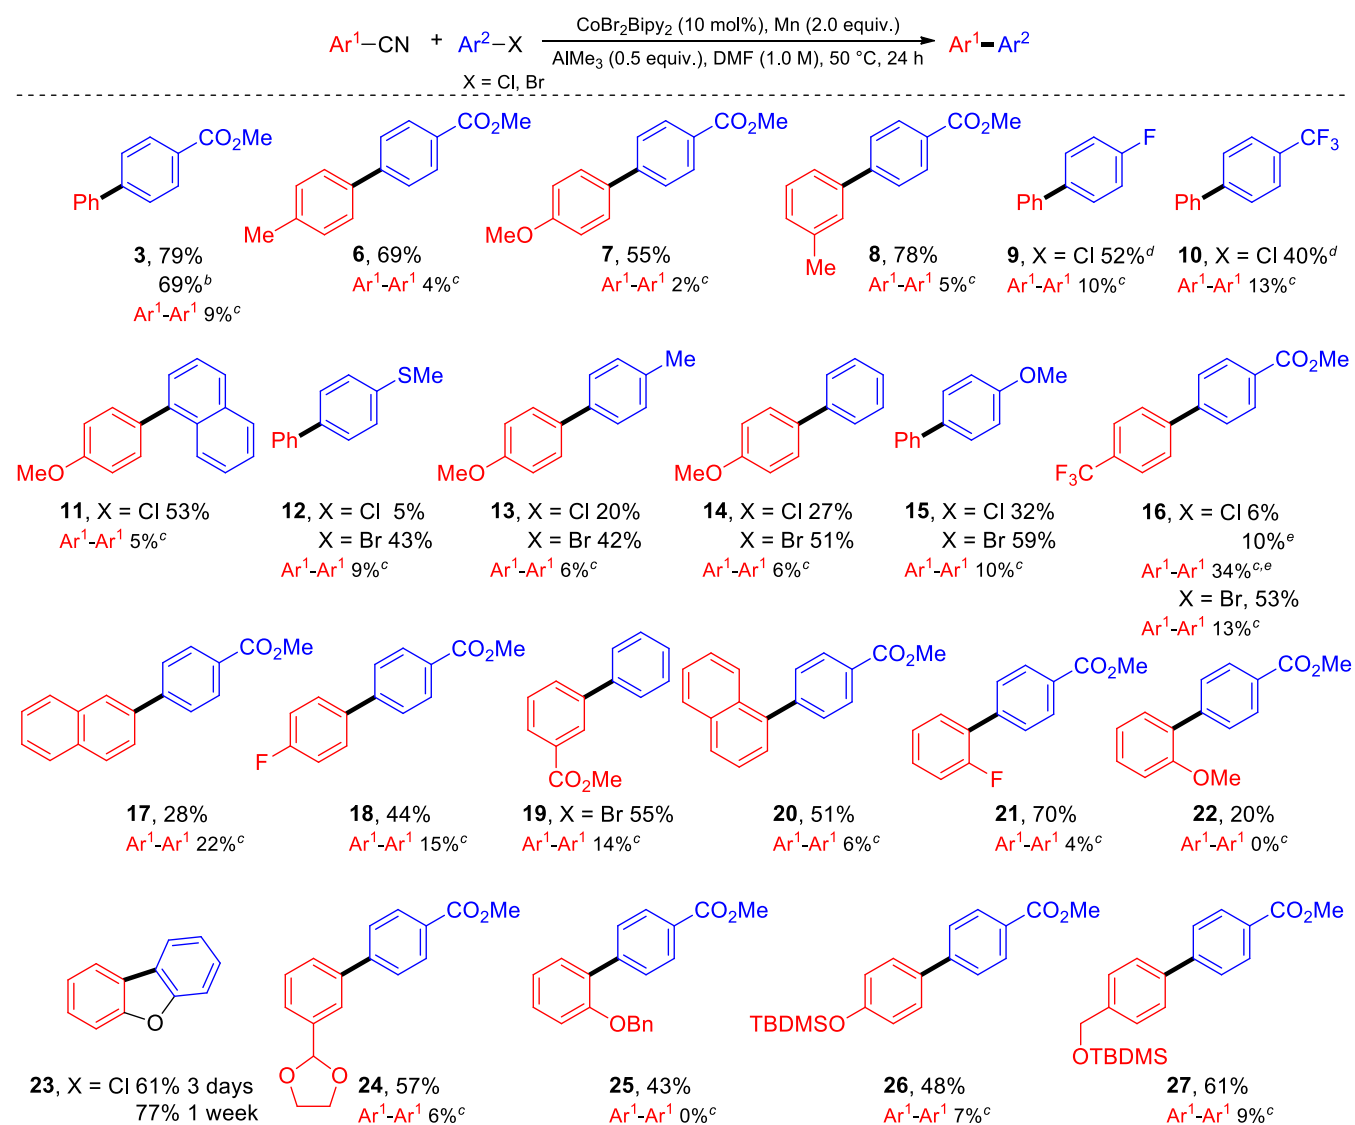 CoBr2Bipy2 (10 mol%), Mn (2.0 equiv.)
Ar1–CN + Ar2–X Ar1–Ar2
AlMe3 (0.5 equiv.), DMF (1.0 M), 50 °C, 24 h
X = Cl, Br
CO2Me CO2Me CO2Me CO2Me F CF3
Ph Me MeO Me Ph Ph
3, 79% 6, 69% 7, 55% 8, 78% 9, X = Cl 52%d 10, X = Cl 40%d
69%b Ar1-Ar1 4%c Ar1-Ar1 2%c Ar1-Ar1 5%c Ar1-Ar1 10%c Ar1-Ar1 13%c
Ar1-Ar1 9%c
SMe Me OMe CO2Me
MeO Ph MeO MeO Ph F3C
11, X = Cl 53% 12, X = Cl 5% 13, X = Cl 20% 14, X = Cl 27% 15, X = Cl 32% 16, X = Cl 6%
Ar1-Ar1 5%c X = Br 43% X = Br 42% X = Br 51% X = Br 59% 10%e
Ar1-Ar1 9%c Ar1-Ar1 6%c Ar1-Ar1 6%c Ar1-Ar1 10%c Ar1-Ar1 34%c,e
X = Br, 53%
Ar1-Ar1 13%c
CO2Me CO2Me CO2Me CO2Me CO2Me
F CO2Me F OMe
17, 28% 18, 44% 19, X = Br 55% 20, 51% 21, 70% 22, 20%
Ar1-Ar1 22%c Ar1-Ar1 15%c Ar1-Ar1 14%c Ar1-Ar1 6%c Ar1-Ar1 4%c Ar1-Ar1 0%c
CO2Me CO2Me CO2Me CO2Me
O OBn TBDMSO OTBDMS
O O
23, X = Cl 61% 3 days 24, 57% 25, 43% 26, 48% 27, 61%
77% 1 week Ar1-Ar1 6%c Ar1-Ar1 0%c Ar1-Ar1 7%c Ar1-Ar1 9%c